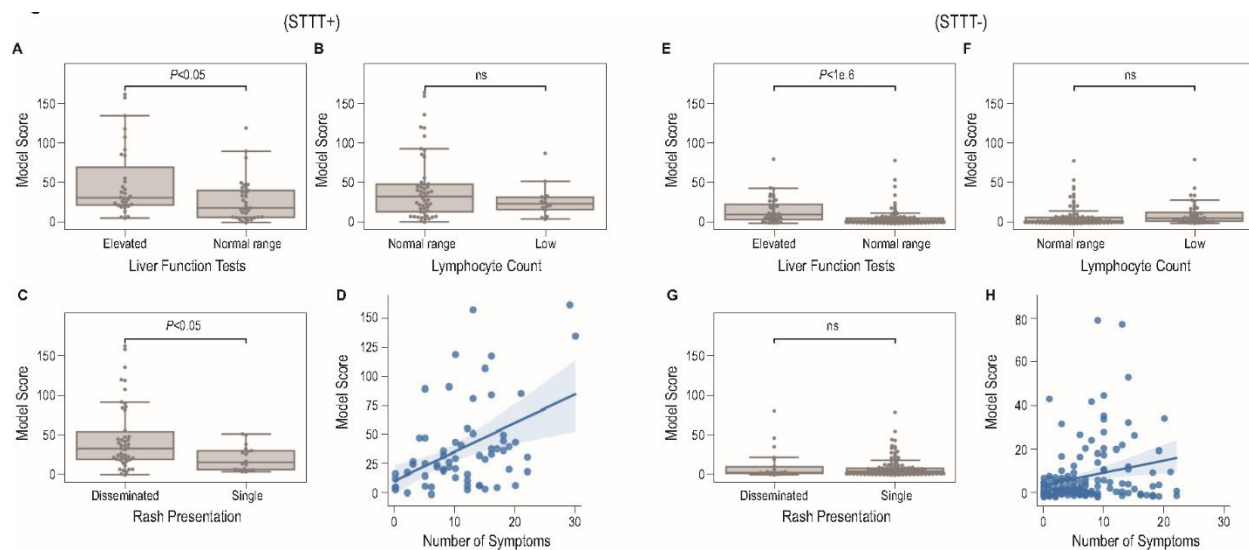 (STTT+)
(STTT-)
A
P<0.05
Model Score
150
100
50
0
Elevated
Normal range
Liver Function Tests
B
ns
Model Score
150
100
50
0
Normal range
Low
Lymphocyte Count
E
P<1e.6
Model Score
150
100
50
0
Elevated
Normal range
Liver Function Tests
F
ns
Model Score
150
100
50
0
Normal range
Low
Lymphocyte Count
C
P<0.05
Model Score
150
100
50
0
Disseminated
Single
Rash Presentation
D
Model Score
150
125
100
75
50
25
0
0
10
20
30
Number of Symptoms
G
ns
Model Score
150
100
50
0
Disseminated
Single
Rash Presentation
H
Model Score
80
60
40
20
0
0
10
20
30
Number of Symptoms